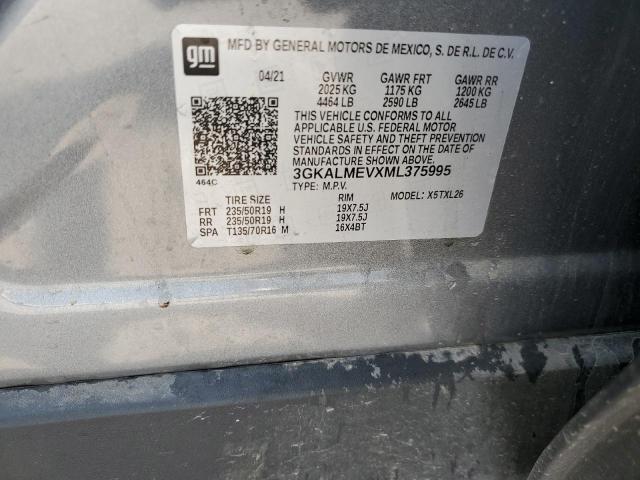 gm
MFD BY GENERAL MOTORS DE MEXICO, S. DE R.L. DE C.V.
04/21 GVWR GAWR FRT GAWR RR
2025 KG 1175 KG 1200 KG
4464 LB 2590 LB 2645 LB
THIS VEHICLE CONFORMS TO ALL
APPLICABLE U.S. FEDERAL MOTOR
VEHICLE SAFETY AND THEFT PREVENTION
STANDARDS IN EFFECT ON THE DATE OF
MANUFACTURE SHOWN ABOVE.
3GKALMEVXML375995
464C TYPE: M.P.V. MODEL: X5TXL26
TIRE SIZE RIM
FRT 235/50R19 H 19X7.5J
RR 235/50R19 H 19X7.5J
SPA T135/70R16 M 16X4BT